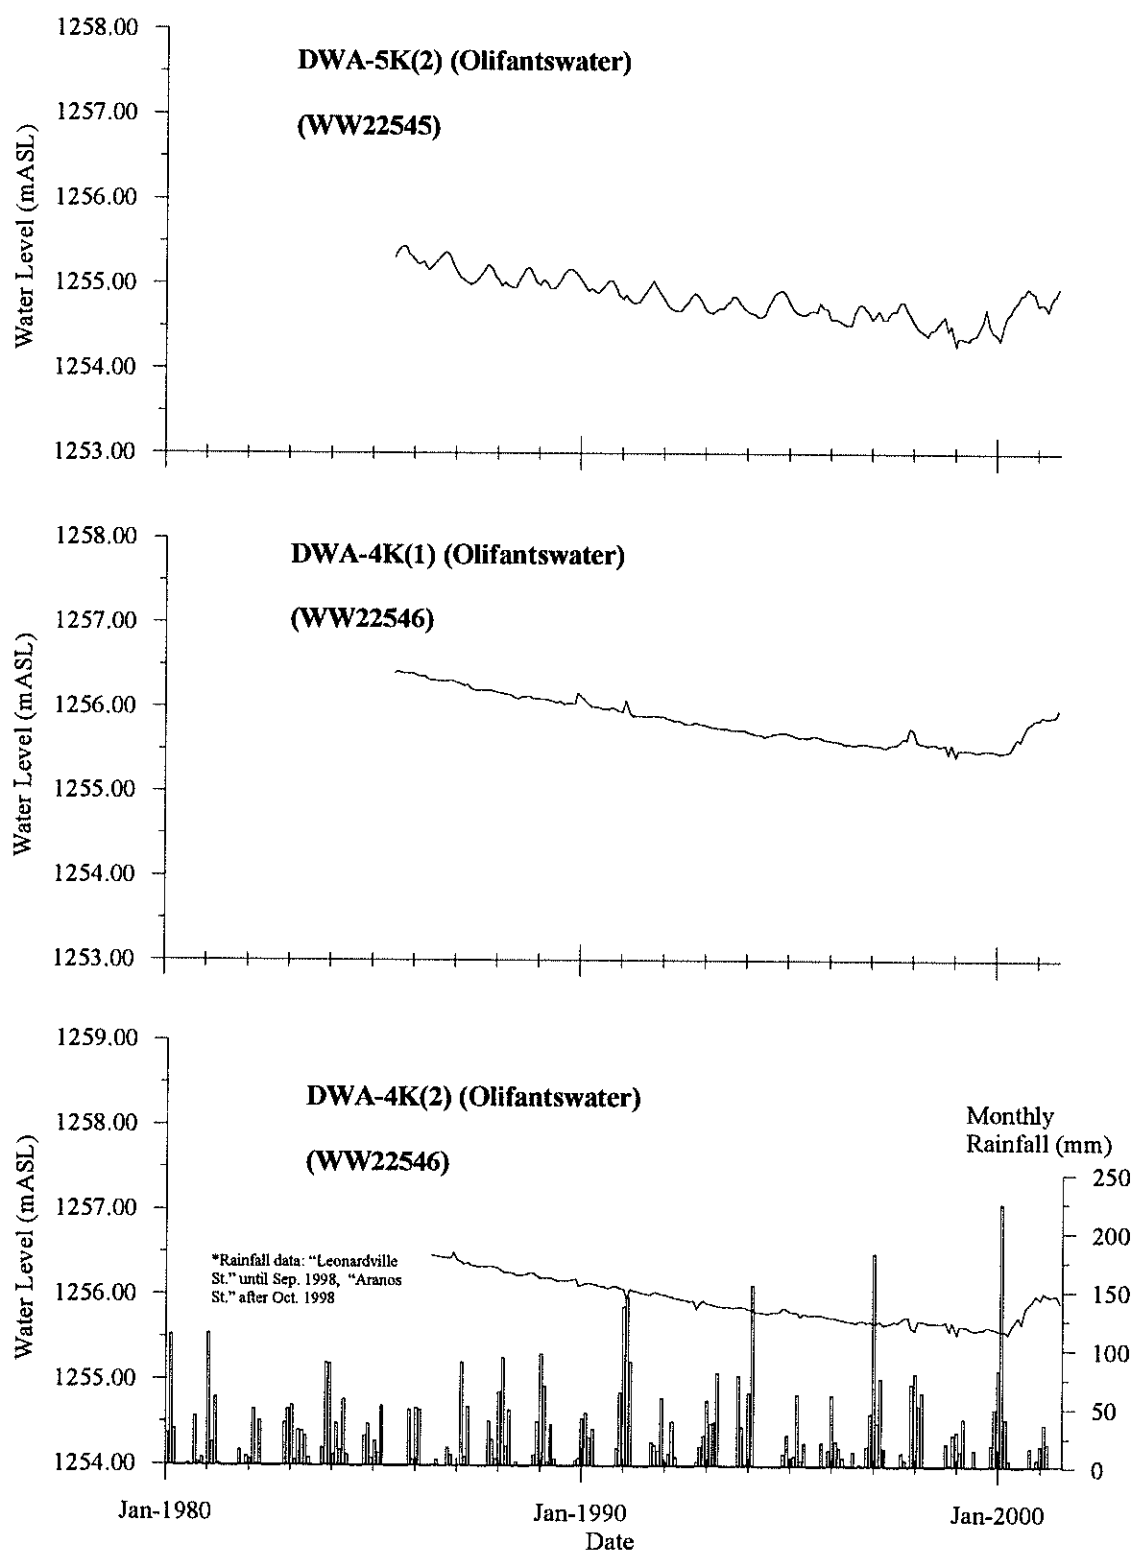 1258.00
DWA-5K(2) (Olifantswater)
1257.00
(WW22545)
1256.00
Water Level (mASL)
1255.00
1254.00
1253.00
1258.00
DWA-4K(1) (Olifantswater)
1257.00
(WW22546)
1256.00
Water Level (mASL)
1255.00
1254.00
1253.00
1259.00
DWA-4K(2) (Olifantswater)
1258.00
Monthly
Rainfall (mm)
(WW22546)
1257.00
250
Water Level (mASL)
200
*Rainfall data: "Leonardville
St." until Sep. 1998, "Aranos
St." after Oct. 1998
1256.00
150
1255.00
100
50
1254.00
0
Jan-1980
Jan-1990
Jan-2000
Date